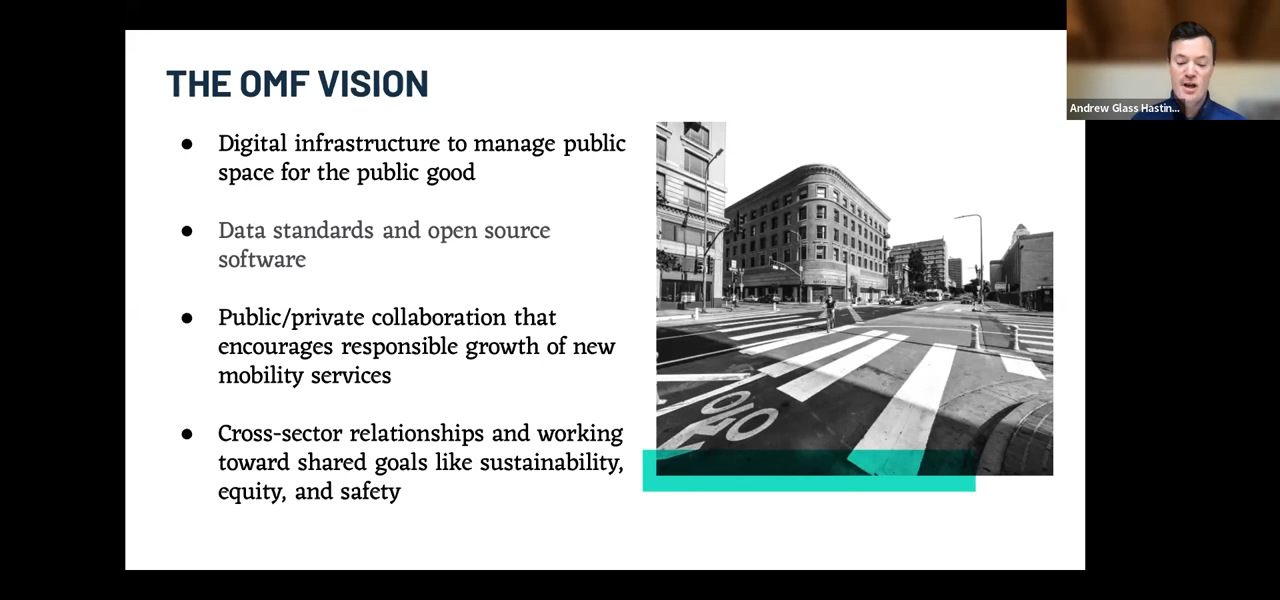 THE OMF VISION
● Digital infrastructure to manage public
space for the public good
● Data standards and open source
software
● Public/private collaboration that
encourages responsible growth of new
mobility services
● Cross-sector relationships and working
toward shared goals like sustainability,
equity, and safety
Andrew Glass Hastin...